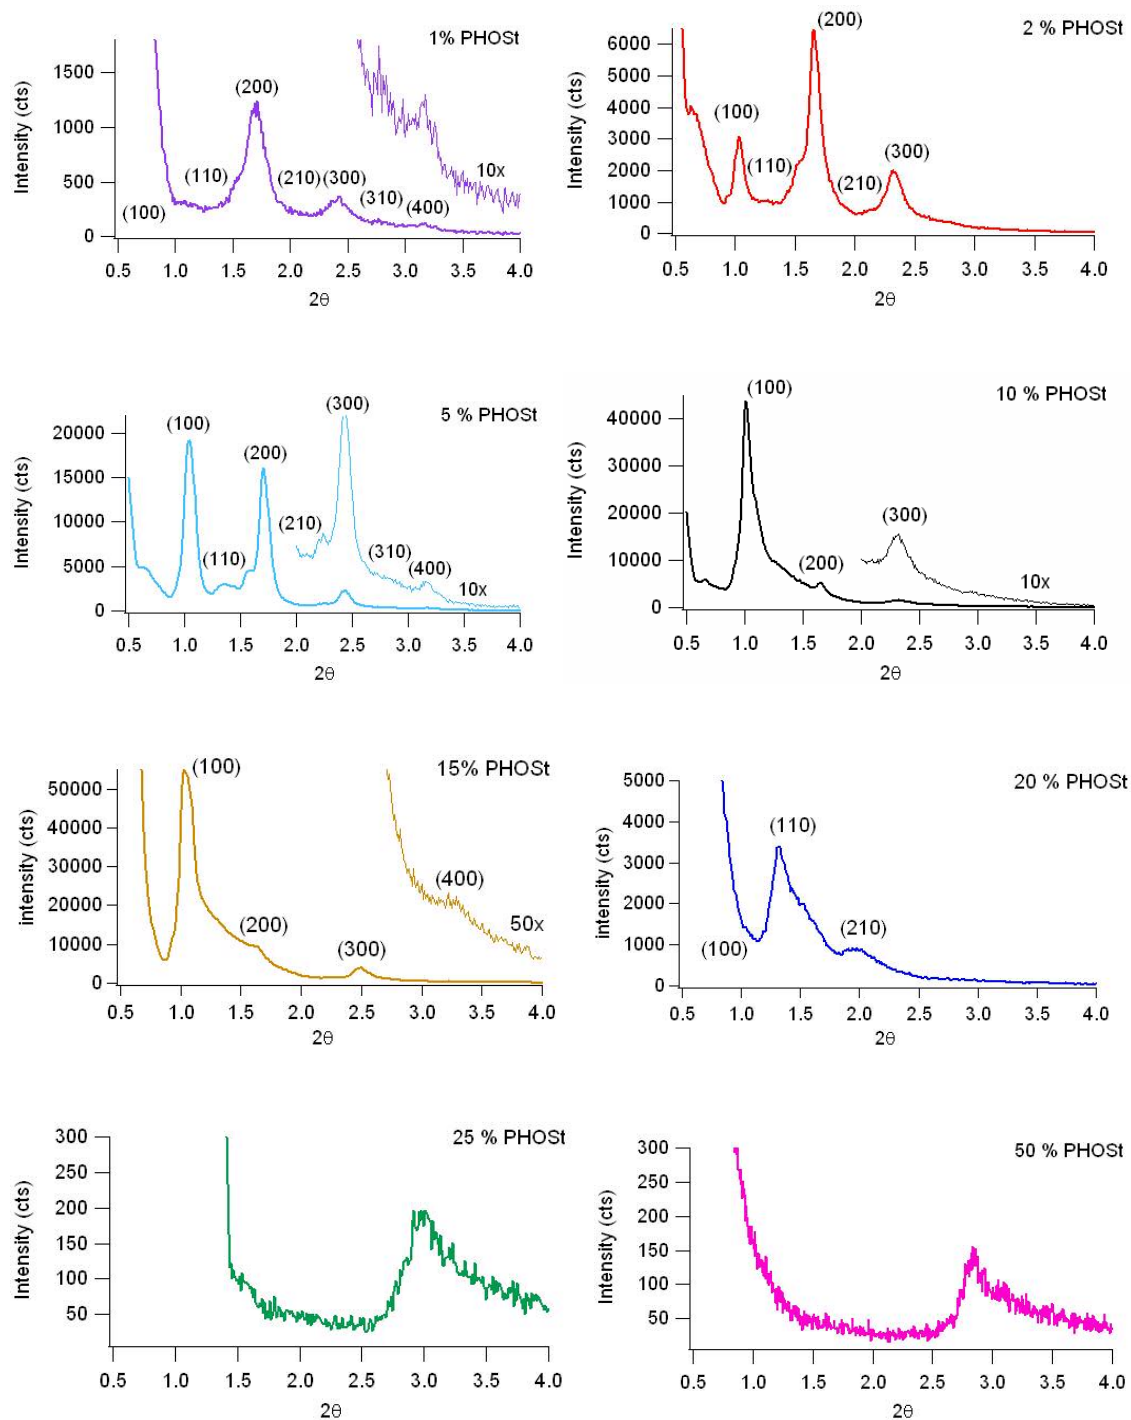 1% PHOSt
Intensity (cts)
1500
1000
500
0
(100)
(110)
(200)
(210)
(300)
(310)
(400)
10x
0.5 1.0 1.5 2.0 2.5 3.0 3.5 4.0
2θ
2 % PHOSt
Intensity (cts)
6000
5000
4000
3000
2000
1000
0
(100)
(110)
(200)
(210)
(300)
0.5 1.0 1.5 2.0 2.5 3.0 3.5 4.0
2θ
5 % PHOSt
Intensity (cts)
20000
15000
10000
5000
0
(100)
(110)
(200)
(210)
(300)
(310)
(400)
10x
0.5 1.0 1.5 2.0 2.5 3.0 3.5 4.0
2θ
10 % PHOSt
Intensity (cts)
40000
30000
20000
10000
0
(100)
(200)
(300)
10x
0.5 1.0 1.5 2.0 2.5 3.0 3.5 4.0
2θ
15% PHOSt
intensity (cts)
50000
40000
30000
20000
10000
0
(100)
(200)
(300)
(400)
50x
0.5 1.0 1.5 2.0 2.5 3.0 3.5 4.0
2θ
20 % PHOSt
intensity (cts)
5000
4000
3000
2000
1000
0
(100)
(110)
(210)
0.5 1.0 1.5 2.0 2.5 3.0 3.5 4.0
2θ
25 % PHOSt
Intensity (cts)
300
250
200
150
100
50
0.5 1.0 1.5 2.0 2.5 3.0 3.5 4.0
2θ
50 % PHOSt
Intensity (cts)
300
250
200
150
100
50
0.5 1.0 1.5 2.0 2.5 3.0 3.5 4.0
2θ